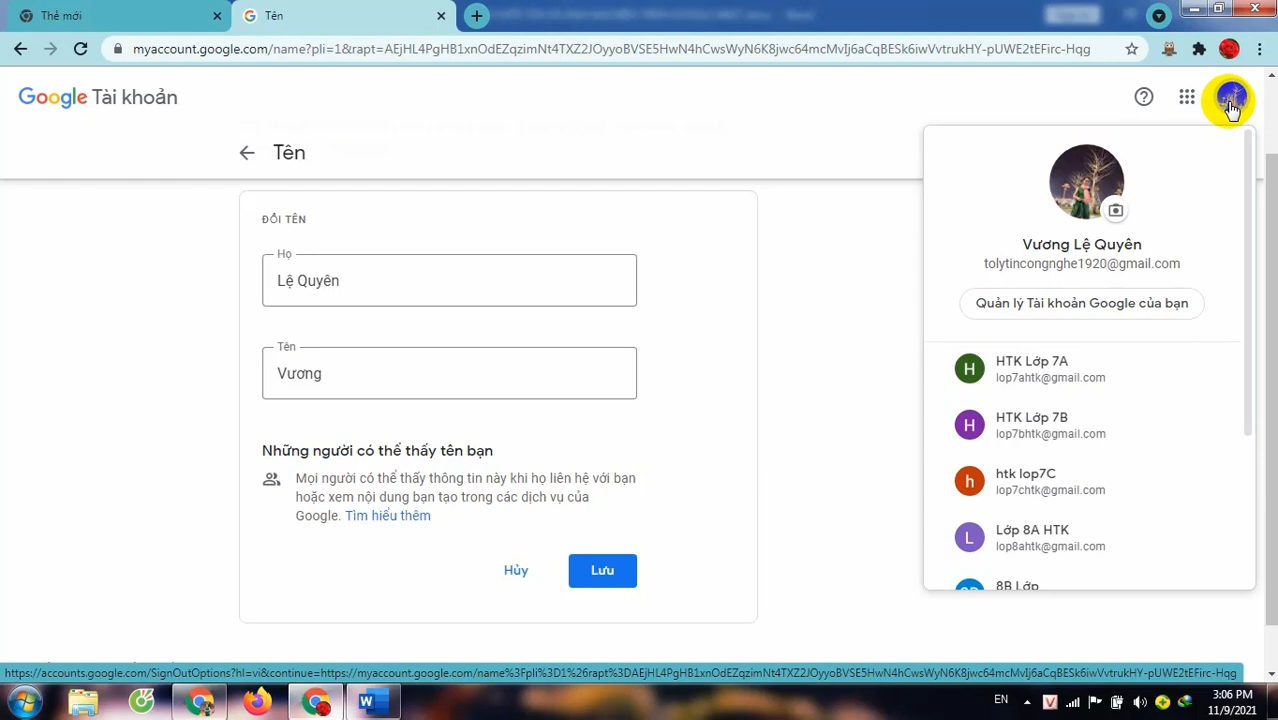 Thẻ mới
Tên
myaccount.google.com/name?pli=1&rapt=AEjHL4PgHB1xnOdEZqzimNt4TXZ2JOyyoBVSE5HwN4hCwsWyN6K8jwc64mcMvIj6aCqBESk6iwVvtrukHY-pUWE2tEFirc-Hqg
Google Tài khoản
Tên
ĐỔI TÊN
Họ
Lệ Quyên
Tên
Vương
Những người có thể thấy tên bạn
Mọi người có thể thấy thông tin này khi họ liên hệ với bạn
hoặc xem nội dung bạn tạo trong các dịch vụ của
Google. Tìm hiểu thêm
Hủy
Lưu
Vương Lệ Quyên
tolytincongnghe1920@gmail.com
Quản lý Tài khoản Google của bạn
H
HTK Lớp 7A
lop7ahtk@gmail.com
H
HTK Lớp 7B
lop7bhtk@gmail.com
h
htk lop7C
lop7chtk@gmail.com
L
Lớp 8A HTK
lop8ahtk@gmail.com
8B Lớp
https://accounts.google.com/SignOutOptions?hl=vi&continue=https://myaccount.google.com/name%3Fpli%3D1%26rapt%3DAEjHL4PgHB1xnOdEZqzimNt4TXZ2JOyyoBVSE5HwN4hCwsWyN6K8jwc64mcMvIj6aCqBESk6iwVvtrukHY-pUWE2tEFirc-Hqg
EN
V
3:06 PM
11/9/2021